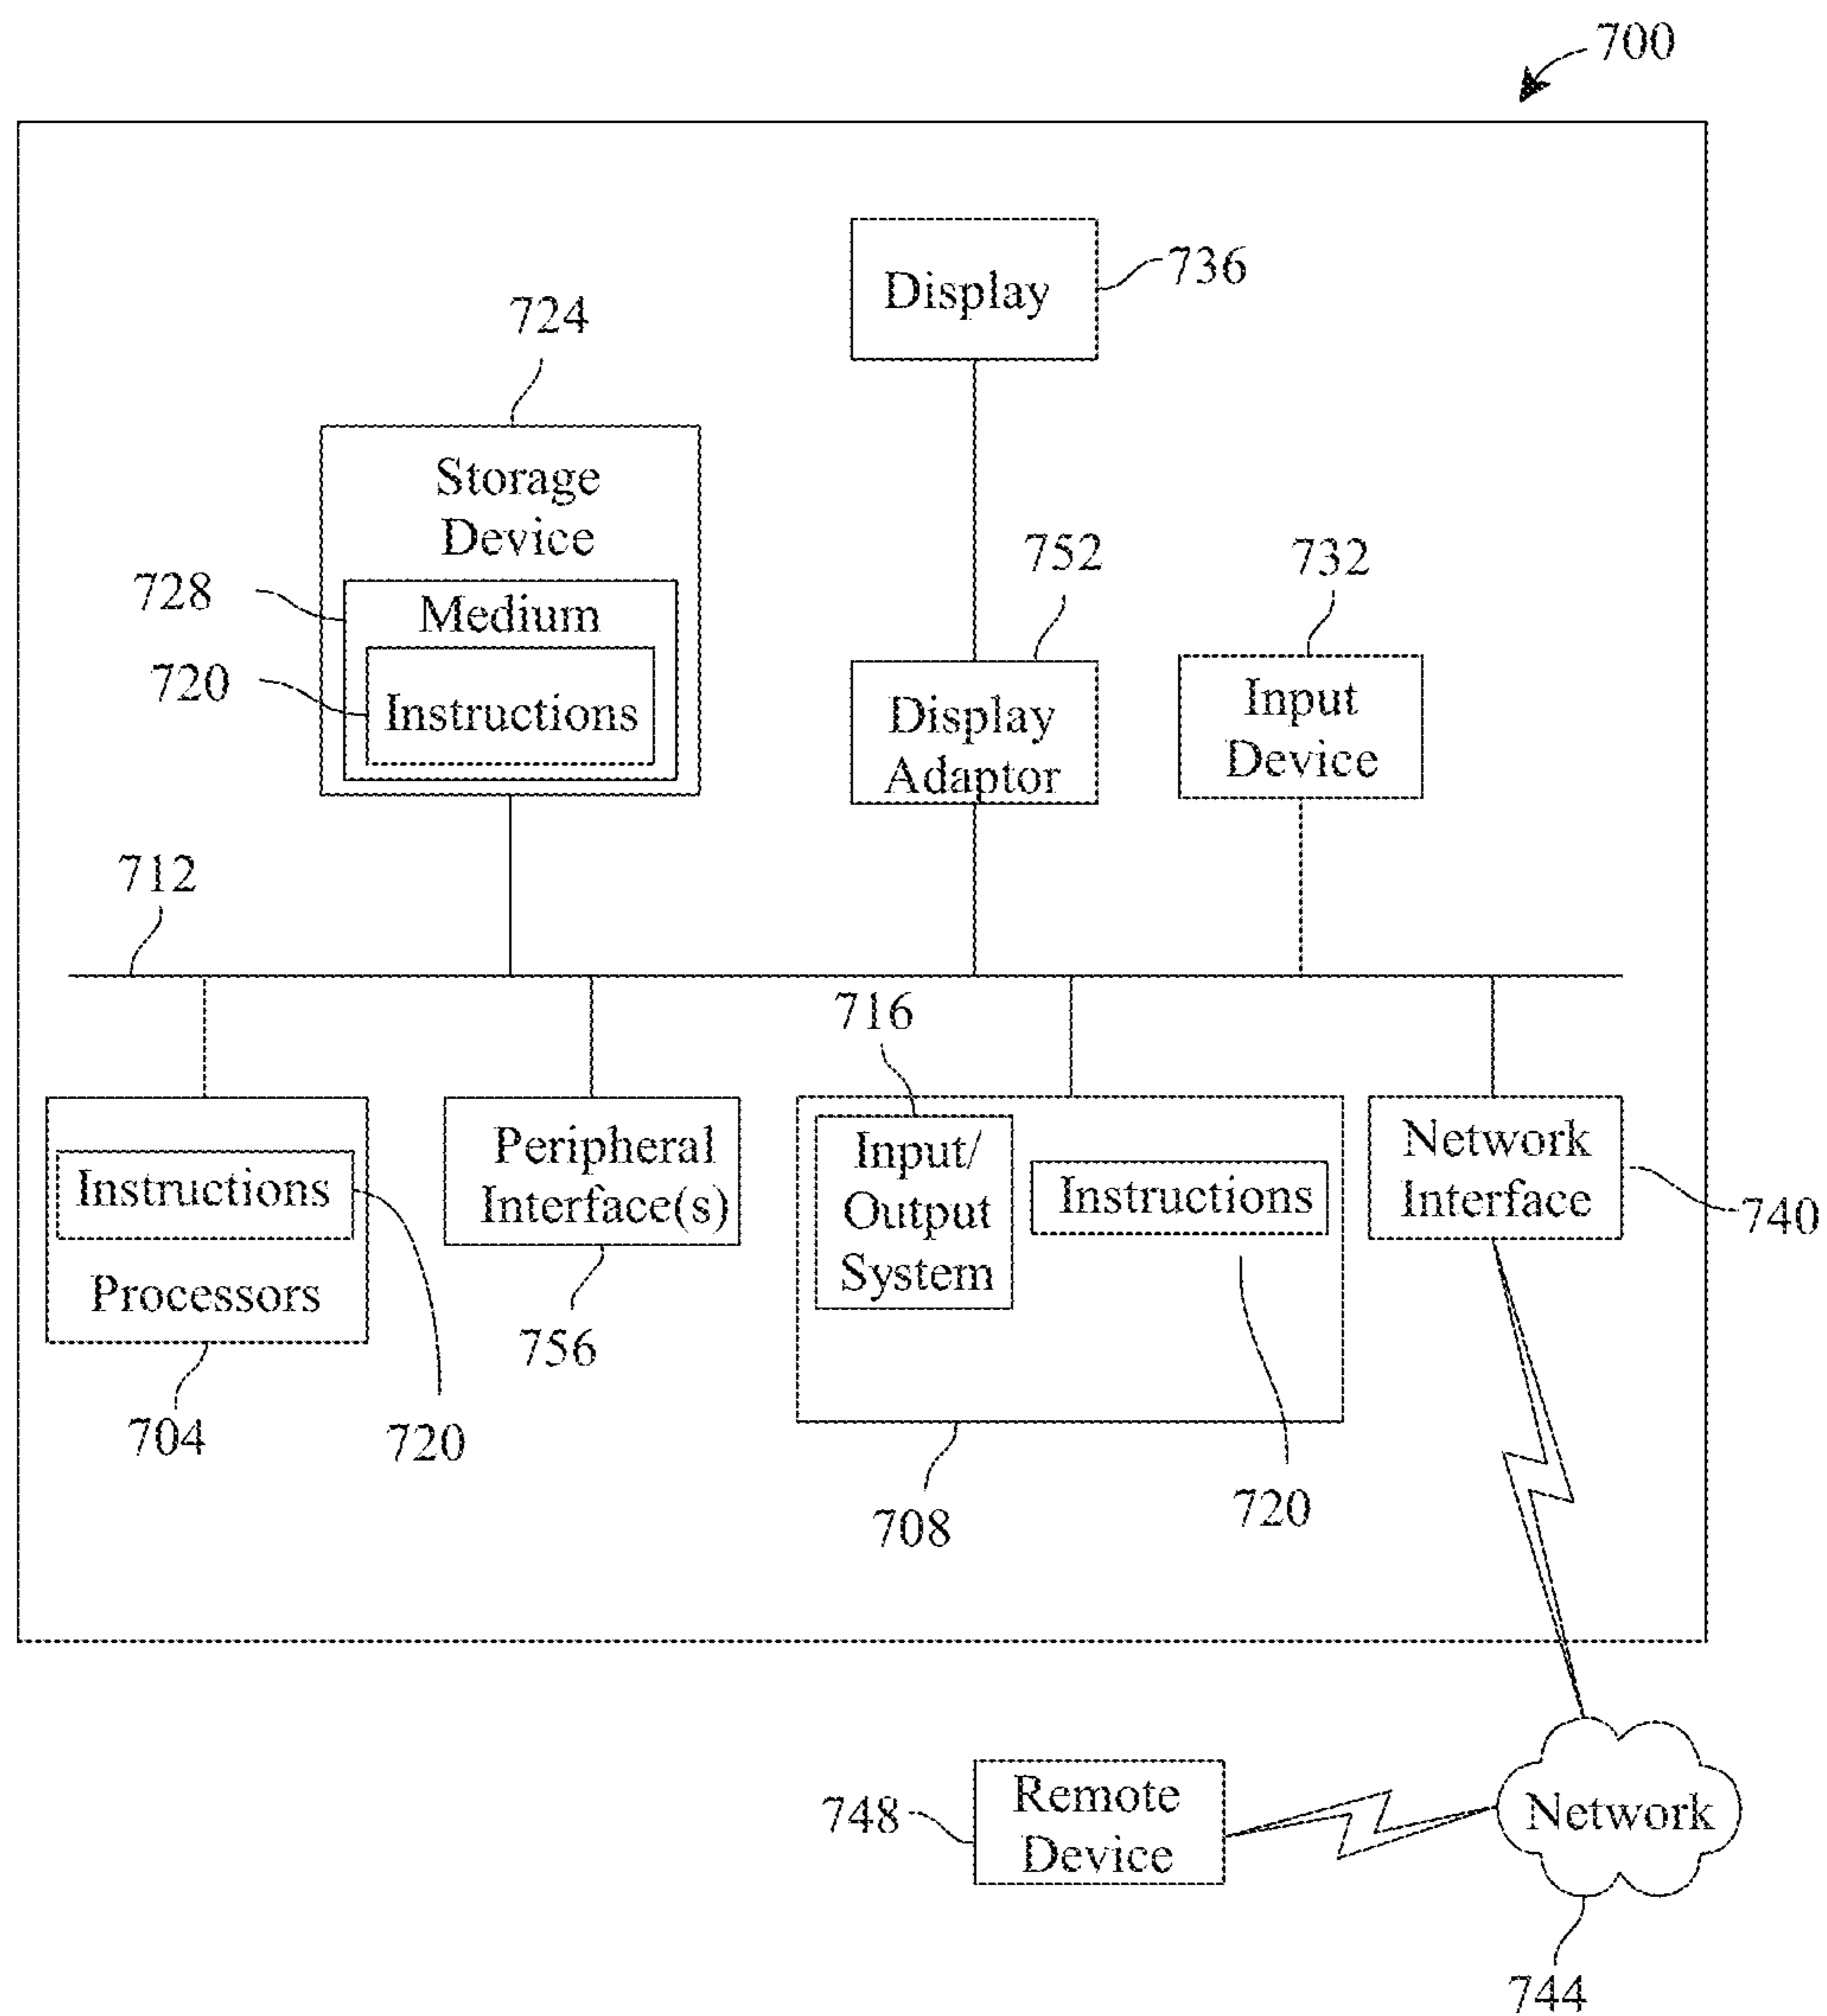 700
Display
736
724
Storage
Device
728
Medium
720
Instructions
752
Display
Adaptor
732
Input
Device
712
716
Instructions
Processors
704
720
Peripheral
Interface(s)
756
Input/
Output
System
Instructions
708
720
Network
Interface
740
748
Remote
Device
Network
744